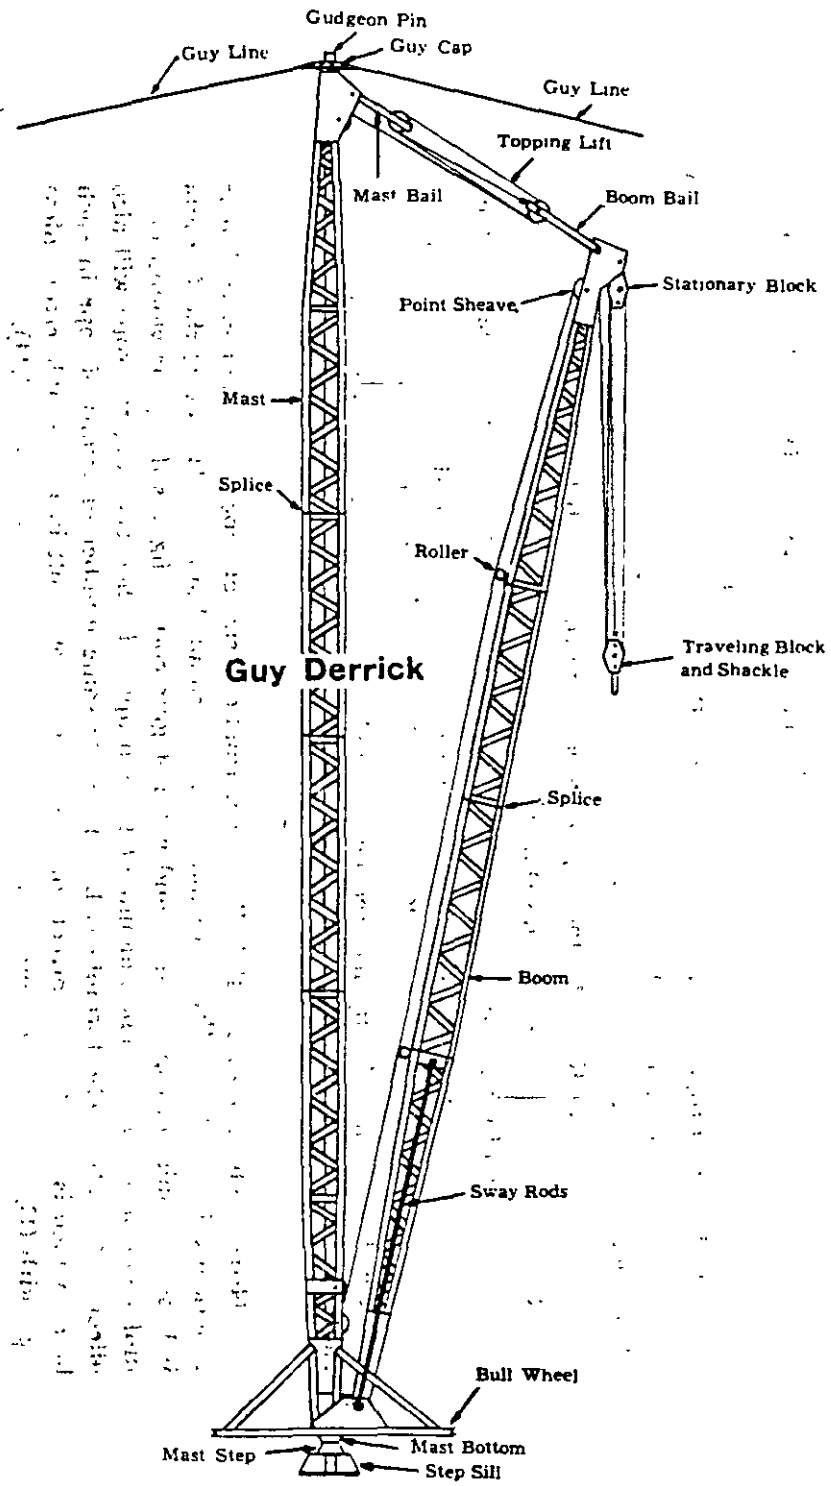 Gudgeon Pin
Guy Line
Guy Cap
Guy Line
Topping Lift
Mast Bail
Boom Bail
Point Sheave
Stationary Block
Mast
Splice
Roller
Guy Derrick
Traveling Block
and Shackle
Splice
Boom
Sway Rods
Bull Wheel
Mast Step
Mast Bottom
Step Sill